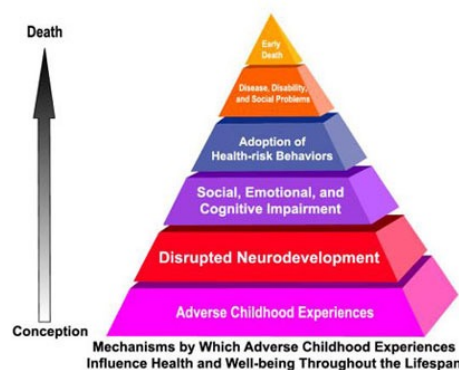 Death
Early
Death
Disease, Disability,
and Social Problems
Adoption of
Health-risk Behaviors
Social, Emotional, and
Cognitive Impairment
Disrupted Neurodevelopment
Adverse Childhood Experiences
Conception
Mechanisms by Which Adverse Childhood Experiences
Influence Health and Well-being Throughout the Lifespan